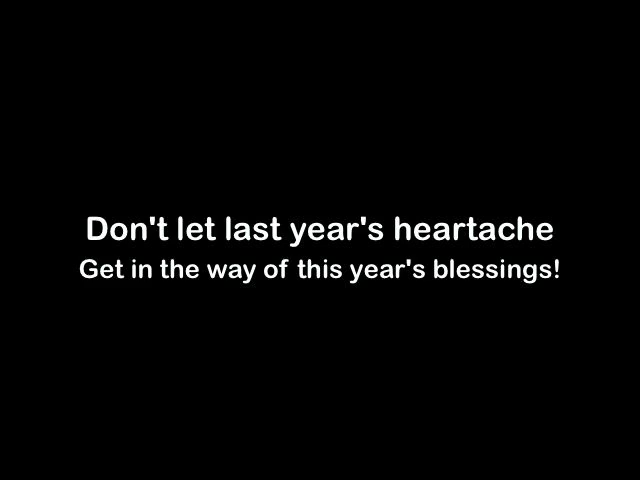 Don't let last year's heartache
Get in the way of this year's blessings!